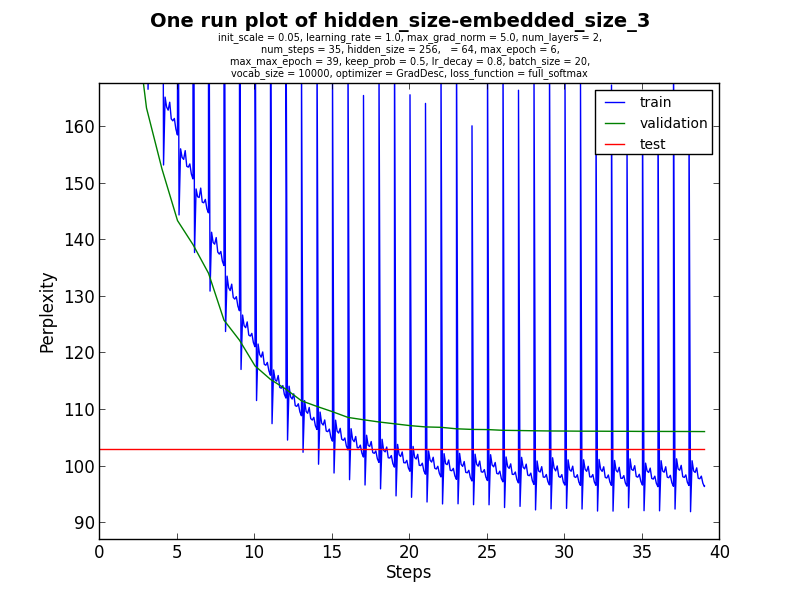 One run plot of hidden_size-embedded_size_3
init_scale = 0.05, learning_rate = 1.0, max_grad_norm = 5.0, num_layers = 2,
num_steps = 35, hidden_size = 256,   = 64, max_epoch = 6,
max_max_epoch = 39, keep_prob = 0.5, lr_decay = 0.8, batch_size = 20,
vocab_size = 10000, optimizer = GradDesc, loss_function = full_softmax
train
validation
test
160
150
140
130
120
110
100
90
Perplexity
0 5 10 15 20 25 30 35 40
Steps